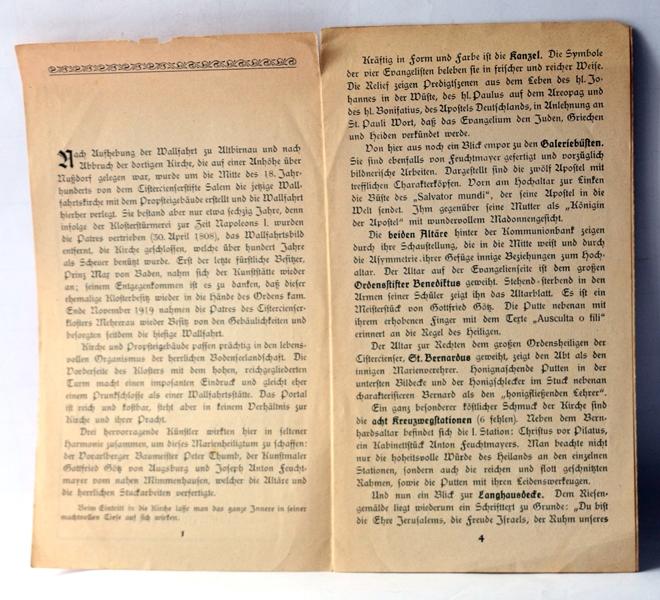 Nach Aufhebung der Wallfahrt zu Altbirnau und nach
Abbruch der dortigen Kirche, die auf einer Anhöhe über
Nußdorf gelegen war, wurde um die Mitte des 18. Jahr-
hunderts von dem Cistercienserstifte Salem die jetzige Wall-
fahrtskirche mit dem Propsteigebäude erstellt und die Wallfahrt
hierher verlegt. Sie bestand aber nur etwa sechzig Jahre, denn
infolge der Klosterstürmerei zur Zeit Napoleons I. wurden
die Patres vertrieben (30. April 1808), das Wallfahrtsbild
entfernt, die Kirche geschlossen, welche über hundert Jahre
als Scheuer benützt wurde. Erst der letzte fürstliche Besitzer,
Prinz Max von Baden, nahm sich der Kunststätte wieder
an; seinem Entgegenkommen ist es zu danken, daß dieser
ehemalige Klosterbesitz wieder in die Hände des Ordens kam.
Ende November 1919 nahmen die Patres des Cistercienser-
klosters Mehrerau wieder Besitz von den Gebäulichkeiten und
besorgten seitdem die hiesige Wallfahrt.
Kirche und Propsteigebäude passen prächtig in den lebens-
vollen Organismus der herrlichen Bodenseelandschaft. Die
Vorderseite des Klosters mit dem hohen, reichgegliederten
Turm macht einen imposanten Eindruck und gleicht eher
einem Prunkschlosse als einer Wallfahrtsstätte. Das Portal
ist reich und kostbar, steht aber in keinem Verhältnis zur
Kirche und ihrer Pracht.
Drei hervorragende Künstler wirkten hier in seltener
Harmonie zusammen, um dieses Marienheiligtum zu schaffen:
der Vorarlberger Baumeister Peter Thumb, der Kunstmaler
Gottfried Götz von Augsburg und Joseph Anton Feucht-
mayer vom nahen Mimmenhausen, welcher die Altäre und
die herrlichen Stuckarbeiten verfertigte.
Beim Eintritt in die Kirche lasse man das ganze Innere in seiner
machtvollen Tiefe auf sich wirken.
1
Kräftig in Form und Farbe ist die Kanzel. Die Symbole
der vier Evangelisten beleben sie in frischer und reicher Weise.
Die Relief zeigen Predigtszenen aus dem Leben des hl. Jo-
hannes in der Wüste, des hl. Paulus auf dem Areopag und
des hl. Bonifatius, des Apostels Deutschlands, in Anlehnung an
St. Pauli Wort, daß das Evangelium den Juden, Griechen
und Heiden verkündet werde.
Von hier aus noch ein Blick empor zu den Galeriebüsten.
Sie sind ebenfalls von Feuchtmayer gefertigt und vorzüglich
bildnerische Arbeiten. Dargestellt sind die zwölf Apostel mit
trefflichen Charakterköpfen. Vorn am Hochaltar zur Linken
die Büste des „Salvator mundi", der seine Apostel in die
Welt sendet. Ihm gegenüber seine Mutter als „Königin
der Apostel" mit wundervollem Madonnengesicht.
Die beiden Altäre hinter der Kommunionbank zeigen
durch ihre Schaustellung, die in die Mitte weist und durch
die Asymmetrie ihrer Gefüge innige Beziehungen zum Hoch-
altar. Der Altar auf der Evangelienseite ist dem großen
Ordensstifter Benediktus geweiht. Stehend sterbend in den
Armen seiner Schüler zeigt ihn das Altarblatt. Es ist ein
Meisterstück von Gottfried Götz. Die Putte nebenan mit
ihrem erhobenen Finger mit dem Texte „Ausculta o fili"
erinnert an die Regel des Heiligen.
Der Altar zur Rechten dem großen Ordensheiligen der
Cistercienser, St. Bernardus geweiht, zeigt den Abt als den
innigen Marienverehrer. Honignaschende Putten in der
untersten Bildecke und der Honigschlecker im Stuck nebenan
charakterisieren Bernard als den „honigfließenden Lehrer".
Ein ganz besonderer köstlicher Schmuck der Kirche sind
die acht Kreuzwegstationen (6 fehlen). Neben dem Bern-
hardsaltar befindet sich die I. Station: Christus vor Pilatus,
ein Kabinettstück Anton Feuchtmayers. Man beachte nicht
nur die hoheitsvolle Würde des Heilands an den einzelnen
Stationen, sondern auch die reichen und flott geschnitzten
Rahmen, sowie die Putten mit ihren Leidenswerkzeugen.
Und nun ein Blick zur Langhausdecke. Dem Riesen-
gemälde liegt wiederum ein Schrifttext zu Grunde: „Du bist
die Ehre Jerusalems, die Freude Israels, der Ruhm unseres
4